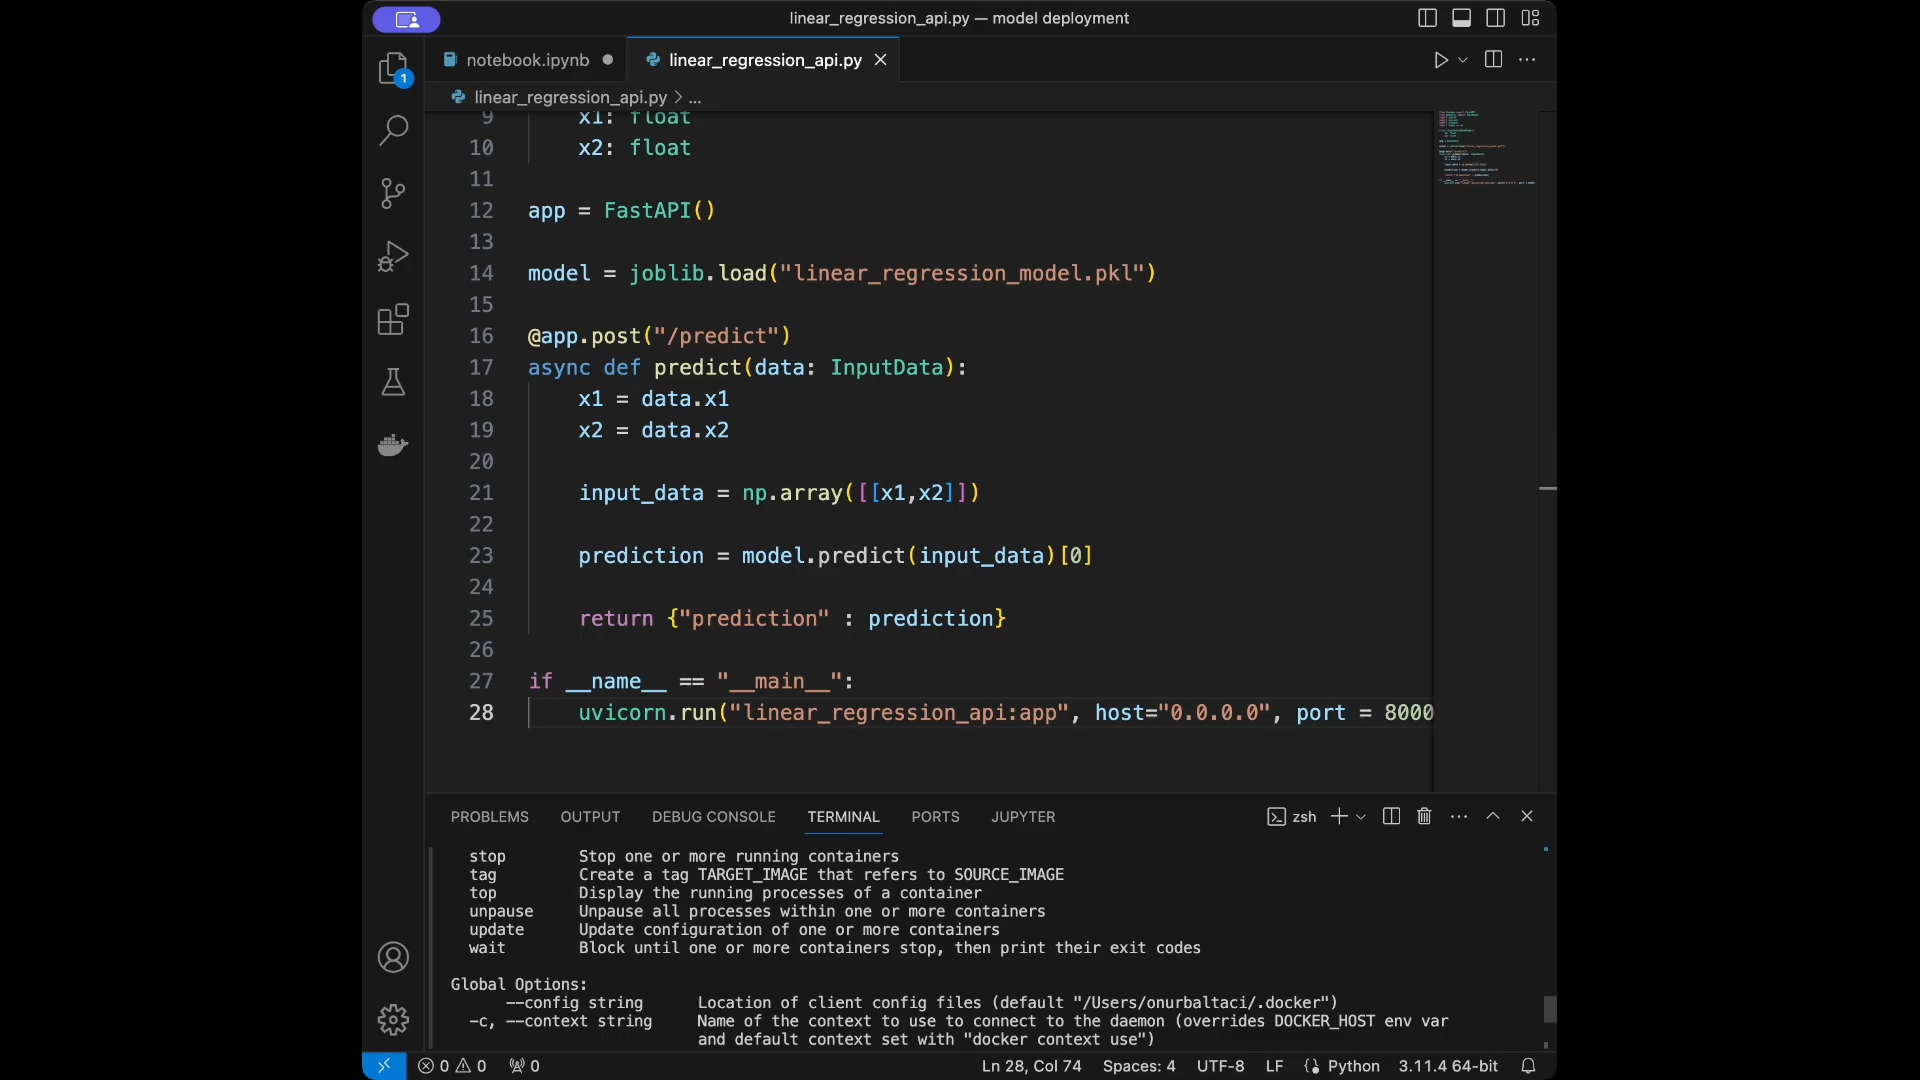 linear_regression_api.py — model deployment
notebook.ipynb
linear_regression_api.py
linear_regression_api.py > ...
1
9 x1: float
10 x2: float
11
12 app = FastAPI()
13
14 model = joblib.load("linear_regression_model.pkl")
15
16 @app.post("/predict")
17 async def predict(data: InputData):
18 x1 = data.x1
19 x2 = data.x2
20
21 input_data = np.array([[x1,x2]])
22
23 prediction = model.predict(input_data)[0]
24
25 return {"prediction" : prediction}
26
27 if __name__ == "__main__":
28 uvicorn.run("linear_regression_api:app", host="0.0.0.0", port = 8000
PROBLEMS OUTPUT DEBUG CONSOLE TERMINAL PORTS JUPYTER zsh
stop Stop one or more running containers
tag Create a tag TARGET_IMAGE that refers to SOURCE_IMAGE
top Display the running processes of a container
unpause Unpause all processes within one or more containers
update Update configuration of one or more containers
wait Block until one or more containers stop, then print their exit codes
Global Options:
--config string Location of client config files (default "/Users/onurbaltaci/.docker")
-c, --context string Name of the context to use to connect to the daemon (overrides DOCKER_HOST env var
and default context set with "docker context use")
0 0 0 Ln 28, Col 74 Spaces: 4 UTF-8 LF Python 3.11.4 64-bit